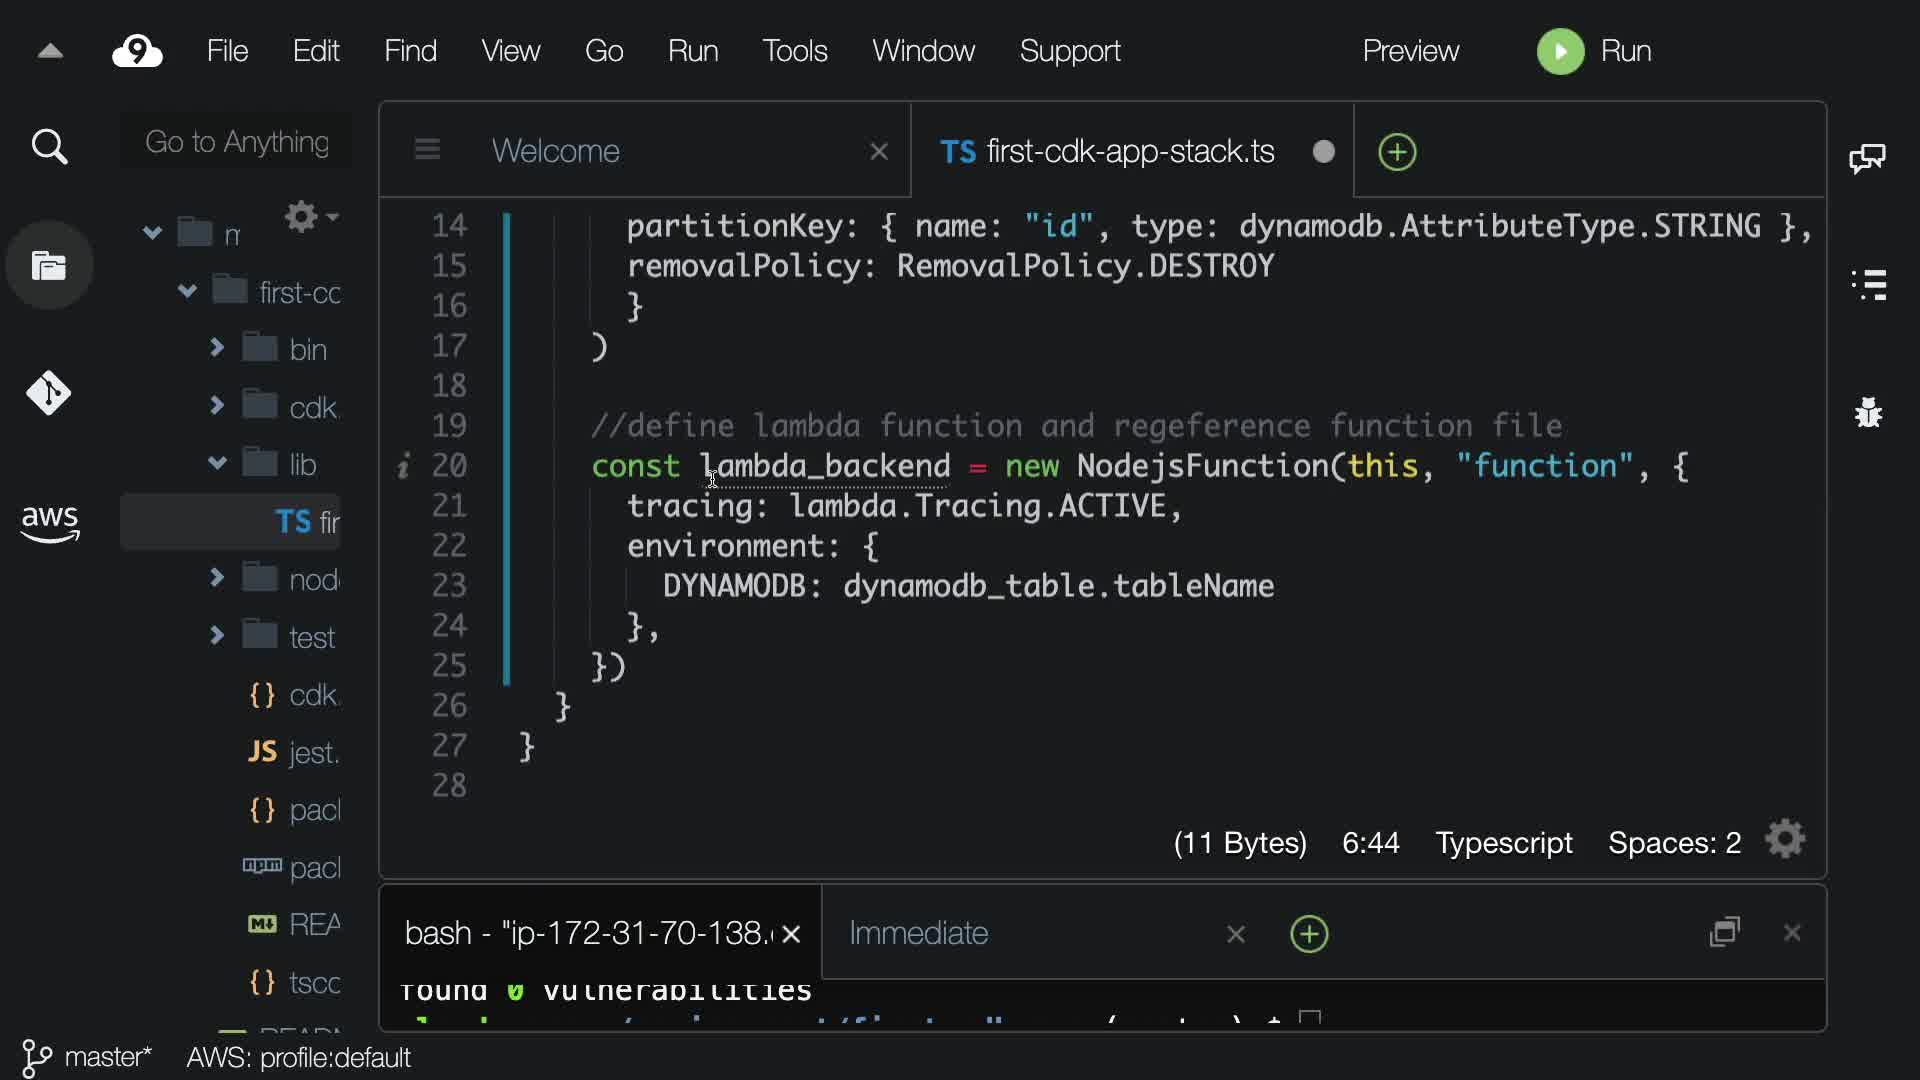 9 File Edit Find View Go Run Tools Window Support Preview Run
Go to Anything
Welcome
TS first-cdk-app-stack.ts
m
first-cc
bin
cdk.
lib
TS fir
nod
test
{} cdk.
JS jest.
{} pacl
npm pacl
M↓ REA
{} tscc
aws
14 partitionKey: { name: "id", type: dynamodb.AttributeType.STRING },
15 removalPolicy: RemovalPolicy.DESTROY
16 }
17 )
18
19 //define lambda function and regeference function file
i 20 const lambda_backend = new NodejsFunction(this, "function", {
21 tracing: lambda.Tracing.ACTIVE,
22 environment: {
23 DYNAMODB: dynamodb_table.tableName
24 },
25 })
26 }
27 }
28
(11 Bytes) 6:44 Typescript Spaces: 2
bash - "ip-172-31-70-138.
Immediate
found 0 vulnerabilities
master* AWS: profile:default